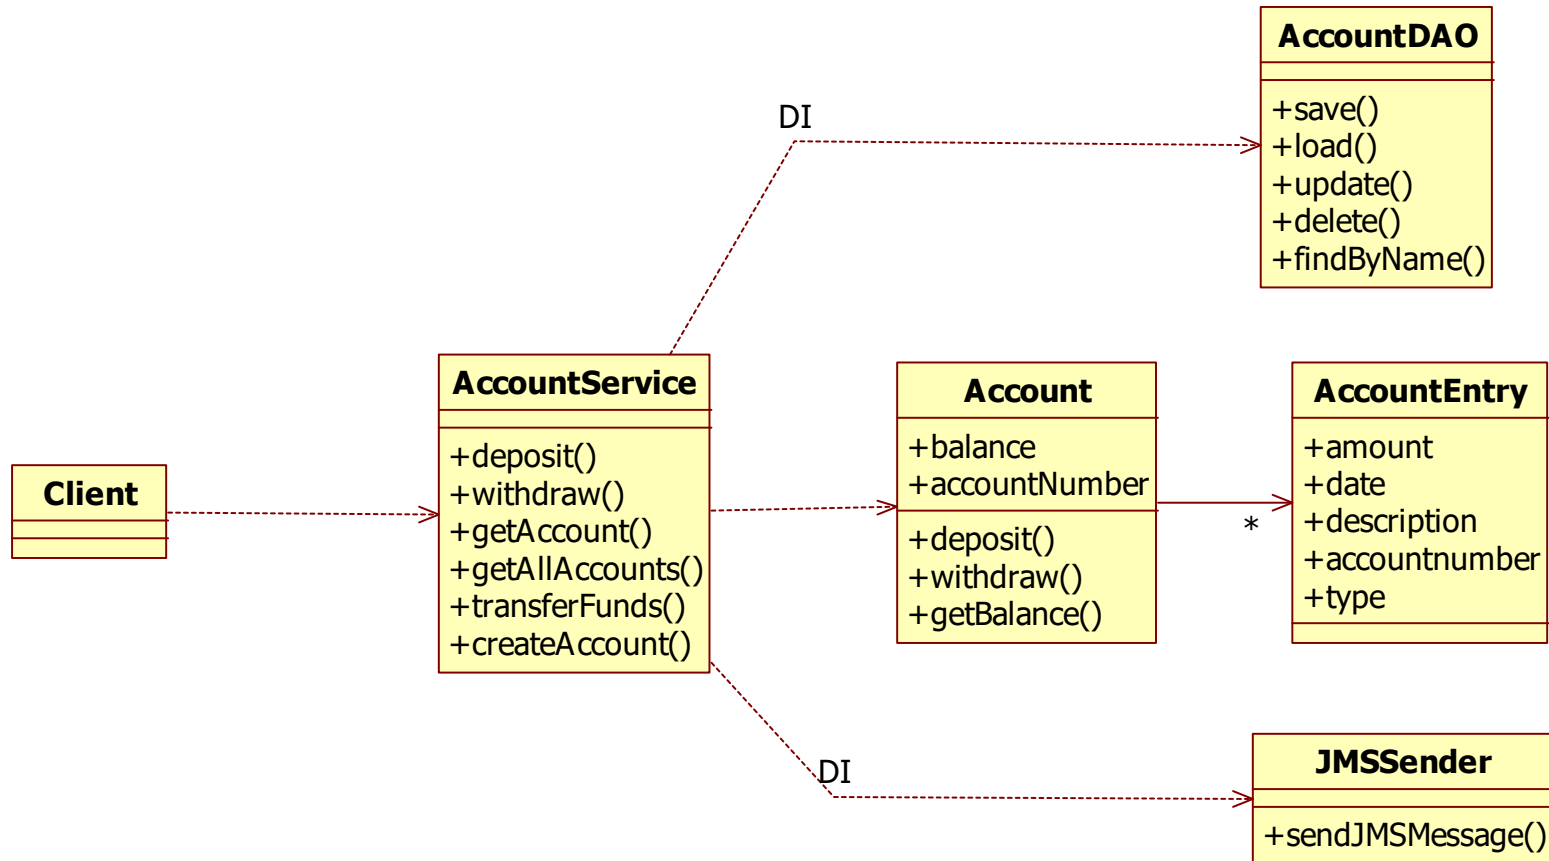 AccountDAO
+save()
+load()
+update()
+delete()
+findByName()
DI
AccountService
+deposit()
+withdraw()
+getAccount()
+getAllAccounts()
+transferFunds()
+createAccount()
Account
+balance
+accountNumber
+deposit()
+withdraw()
+getBalance()
*
AccountEntry
+amount
+date
+description
+accountnumber
+type
Client
DI
JMSSender
+sendJMSMessage()